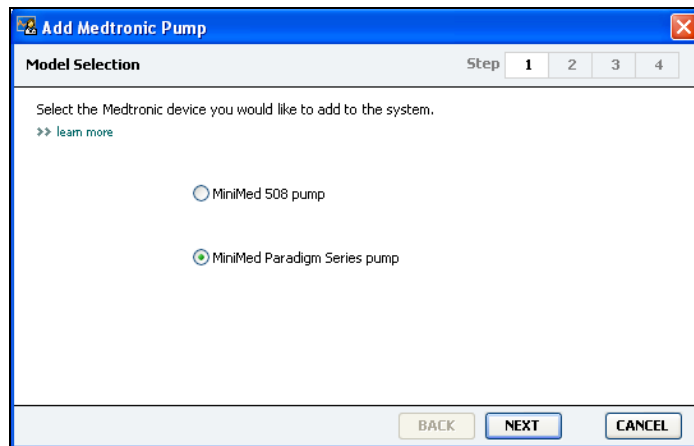 Add Medtronic Pump
Model Selection
Step 1 2 3 4
Select the Medtronic device you would like to add to the system.
>> learn more
MiniMed 508 pump
MiniMed Paradigm Series pump
BACK NEXT CANCEL